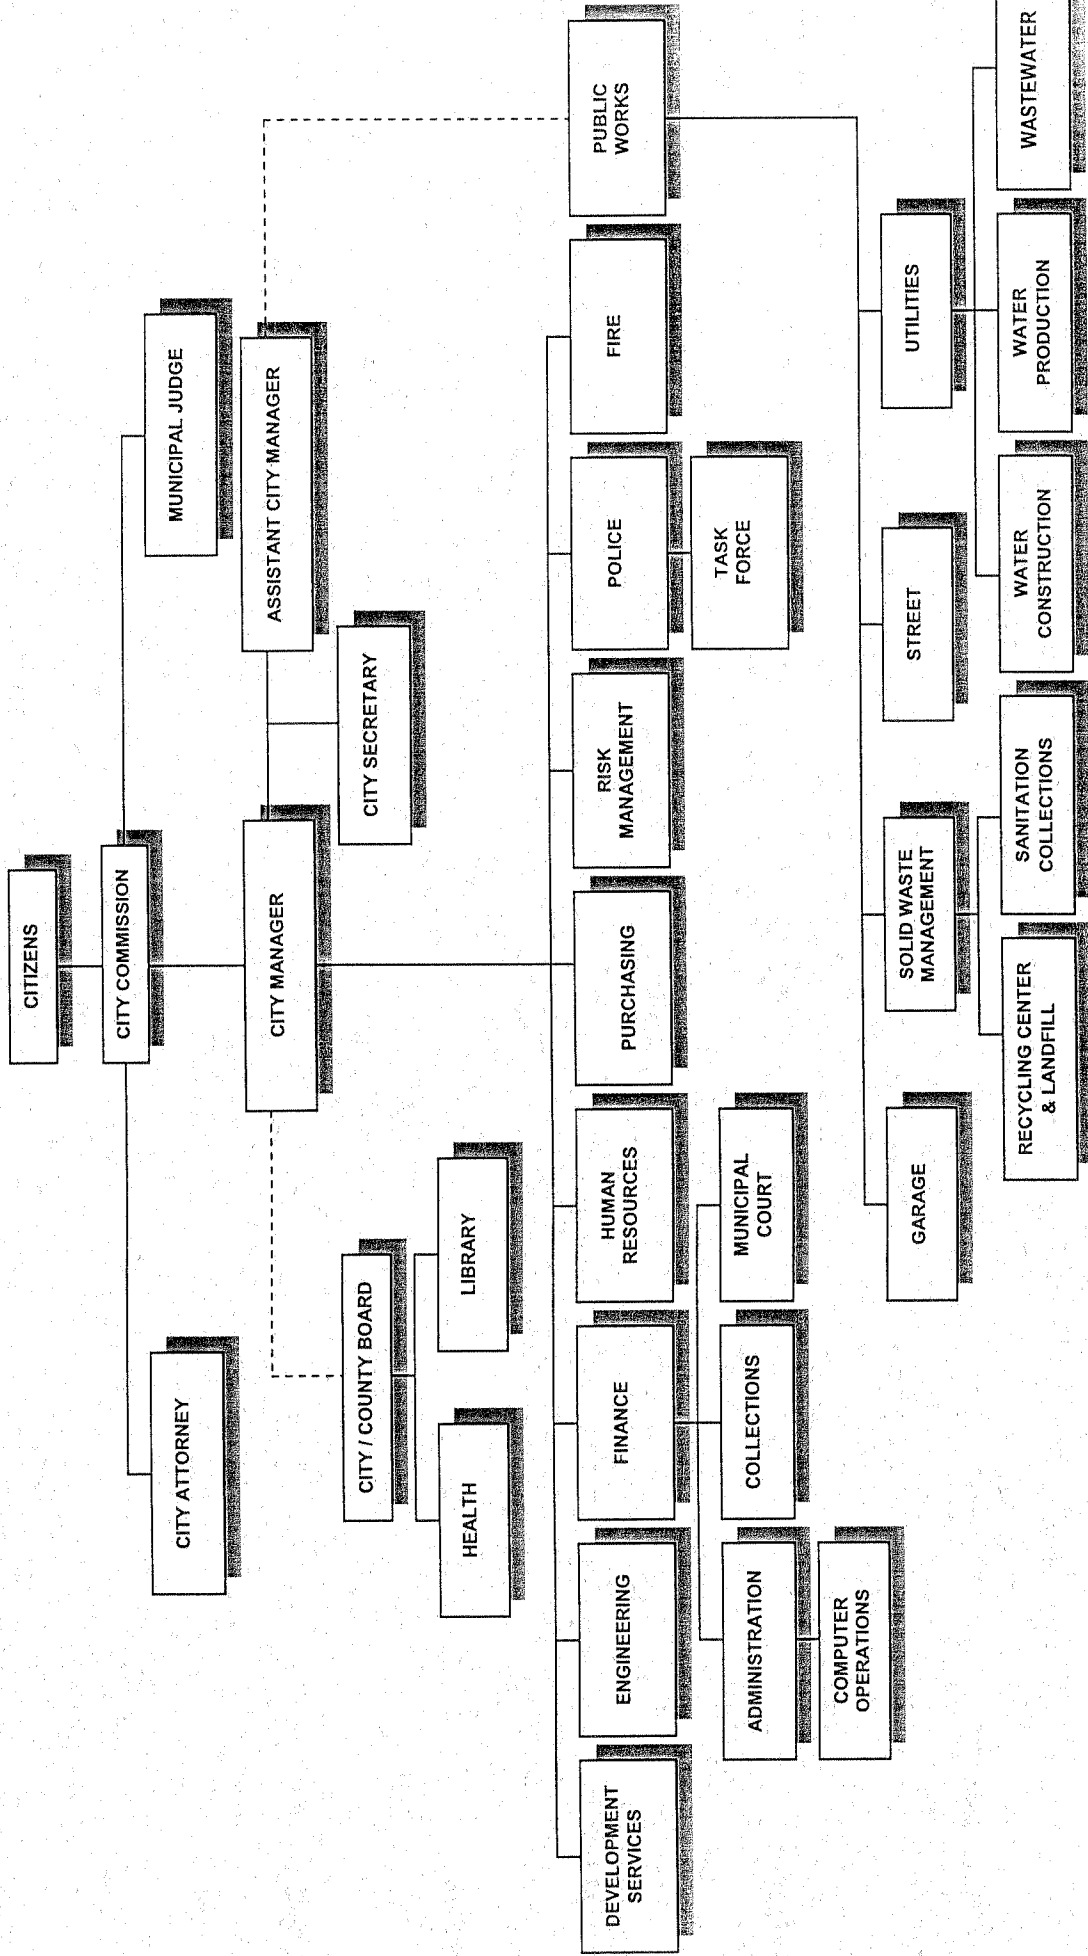 CITIZENS
CITY COMMISSION
CITY ATTORNEY
MUNICIPAL JUDGE
CITY MANAGER
ASSISTANT CITY MANAGER
CITY SECRETARY
CITY / COUNTY BOARD
HEALTH
LIBRARY
DEVELOPMENT
SERVICES
ENGINEERING
FINANCE
HUMAN
RESOURCES
PURCHASING
RISK
MANAGEMENT
POLICE
FIRE
PUBLIC
WORKS
ADMINISTRATION
COLLECTIONS
MUNICIPAL
COURT
TASK
FORCE
COMPUTER
OPERATIONS
GARAGE
SOLID WASTE
MANAGEMENT
STREET
UTILITIES
RECYCLING CENTER
& LANDFILL
SANITATION
COLLECTIONS
WATER
CONSTRUCTION
WATER
PRODUCTION
WASTEWATER